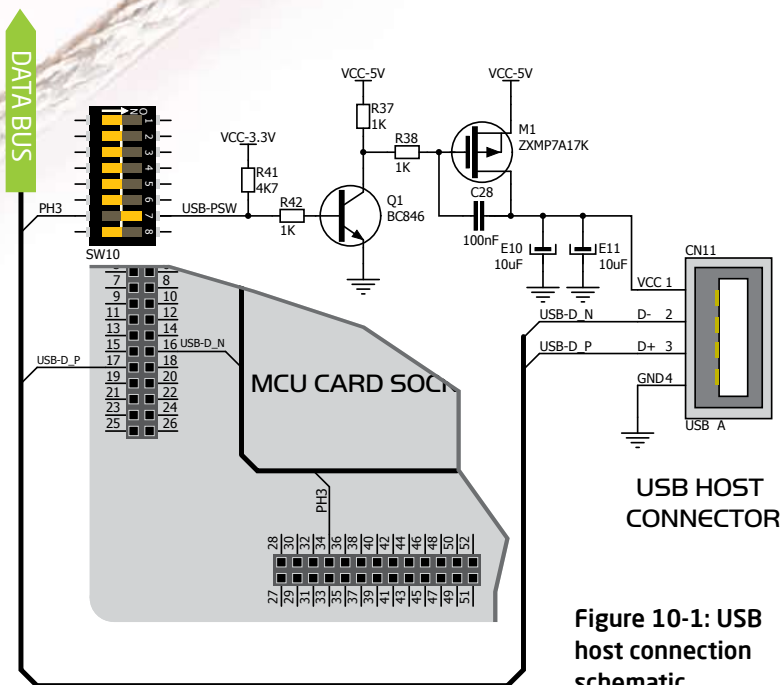 DATA BUS
VCC-5V
VCC-5V
R37
1K
M1
ZXMP7A17K
R38
1K
VCC-3.3V
R41
4K7
C28
100nF
Q1
BC846
O N
1
2
3
4
5
6
7
8
PH3
USB-PSW
R42
1K
SW10
E10
10uF
E11
10uF
CN11
VCC 1
USB-D_N
D- 2
USB-D_P
D+ 3
GND4
USB A
7 8
9 10
11 12
13 14
15 16
17 18
19 20
21 22
23 24
25 26
USB-D_N
USB-D_P
MCU CARD SOCK
PH3
28 30 32 34 36 38 40 42 44 46 48 50 52
27 29 31 33 35 37 39 41 43 45 47 49 51
USB HOST
CONNECTOR
Figure 10-1: USB
host connection
schematic